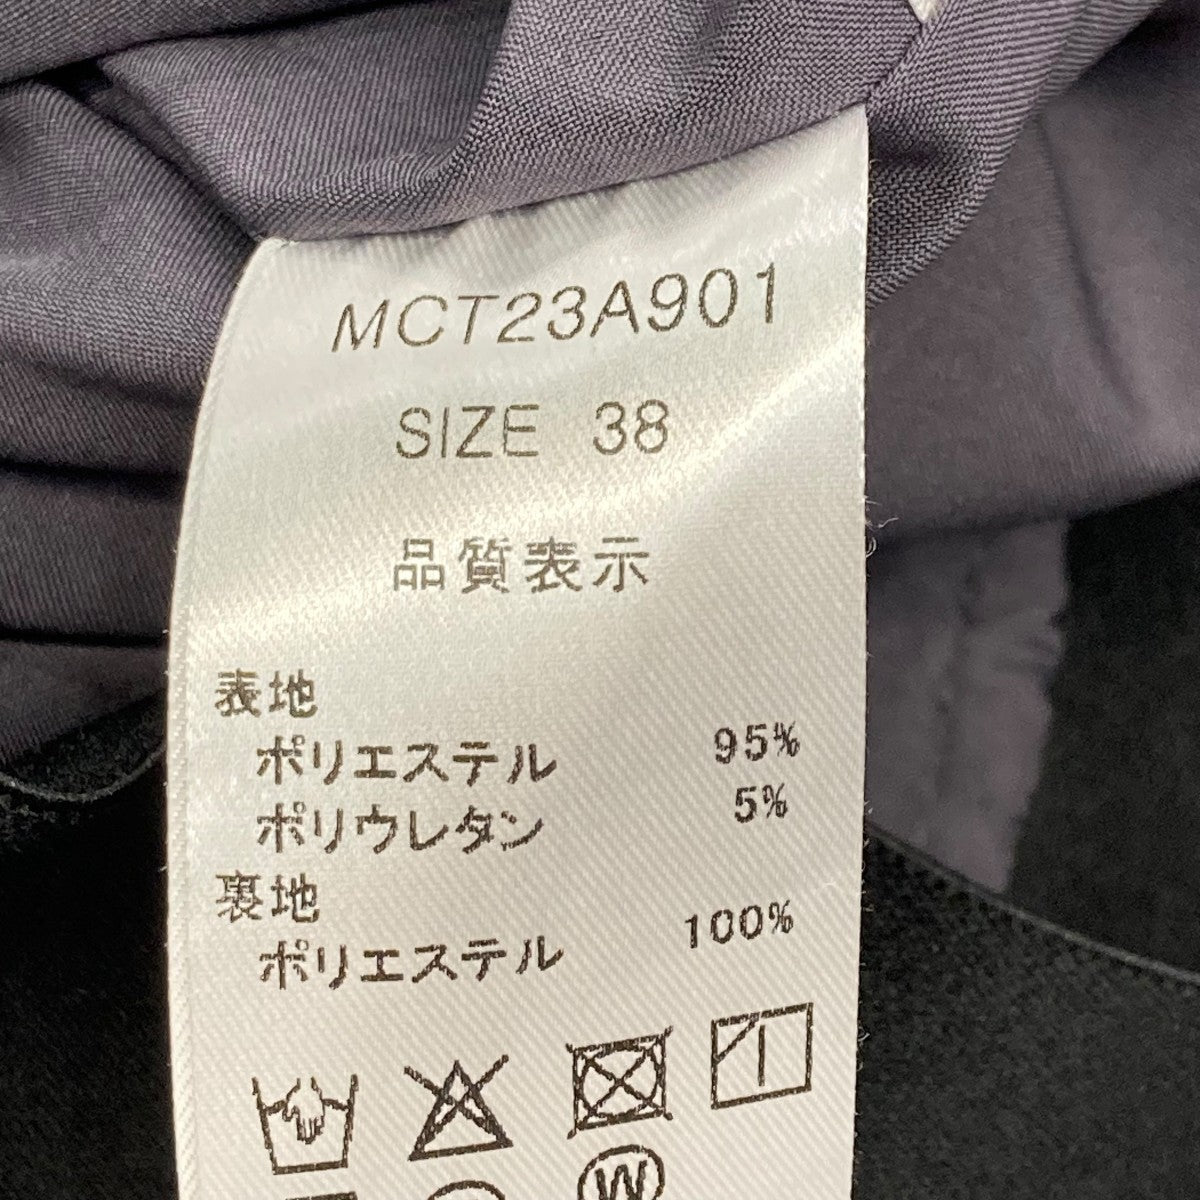 MCT23A901
SIZE 38
品質表示
表地
ポリエステル 95%
ポリウレタン 5%
裏地
ポリエステル 100%
W